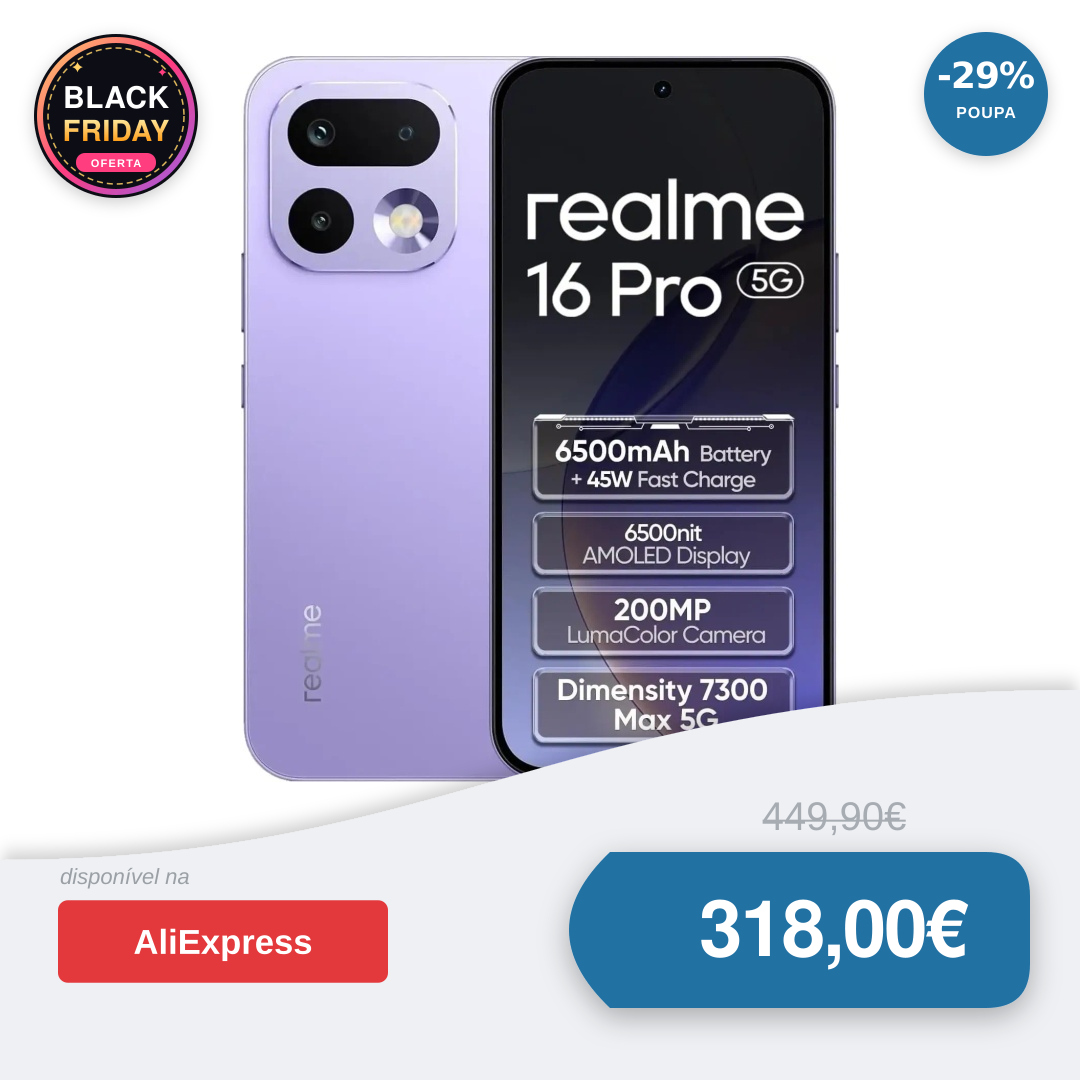 BLACK
FRIDAY
OFERTA
-29%
POUPA
realme
16 Pro 5G
6500mAh Battery
+ 45W Fast Charge
6500nit
AMOLED Display
200MP
LumaColor Camera
Dimensity 7300
Max 5G
realme
449,90€
disponível na
AliExpress
318,00€